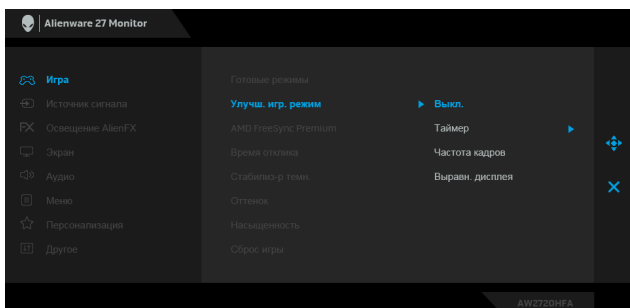 Alienware 27 Monitor
Игра
Источник сигнала
Освещение AlienFX
Экран
Аудио
Меню
Персонализация
Другое
Готовые режимы
Улучш. игр. режим
AMD FreeSync Premium
Время отклика
Стабилиз-р темн.
Оттенок
Насыщенность
Сброс игры
Выкл.
Таймер
Частота кадров
Выравн. дисплея
AW2720HFA